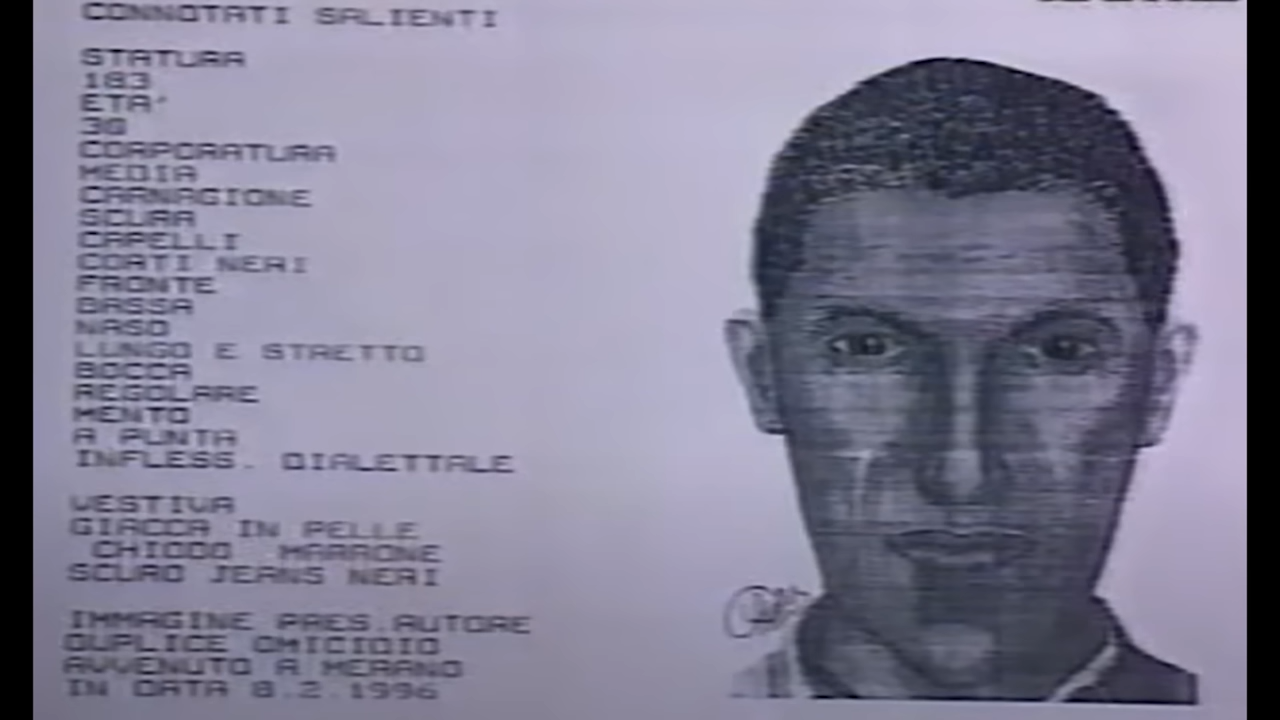 CONNOTATI SALIENTI
STATURA
183
ETA'
30
CORPORATURA
MEDIA
CARNAGIONE
SCURA
CAPELLI
CORTI NERI
FRONTE
BASSA
NASO
LUNGO E STRETTO
BOCCA
REGOLARE
MENTO
A PUNTA
INFLESS. DIALETTALE
VESTIVA
GIACCA IN PELLE
CHIODO MARRONE
SCURO JEANS NERI
IMMAGINE PRES.AUTORE
DUPLICE OMICIDIO
AVVENUTO A MERANO
IN DATA 8.2.1996